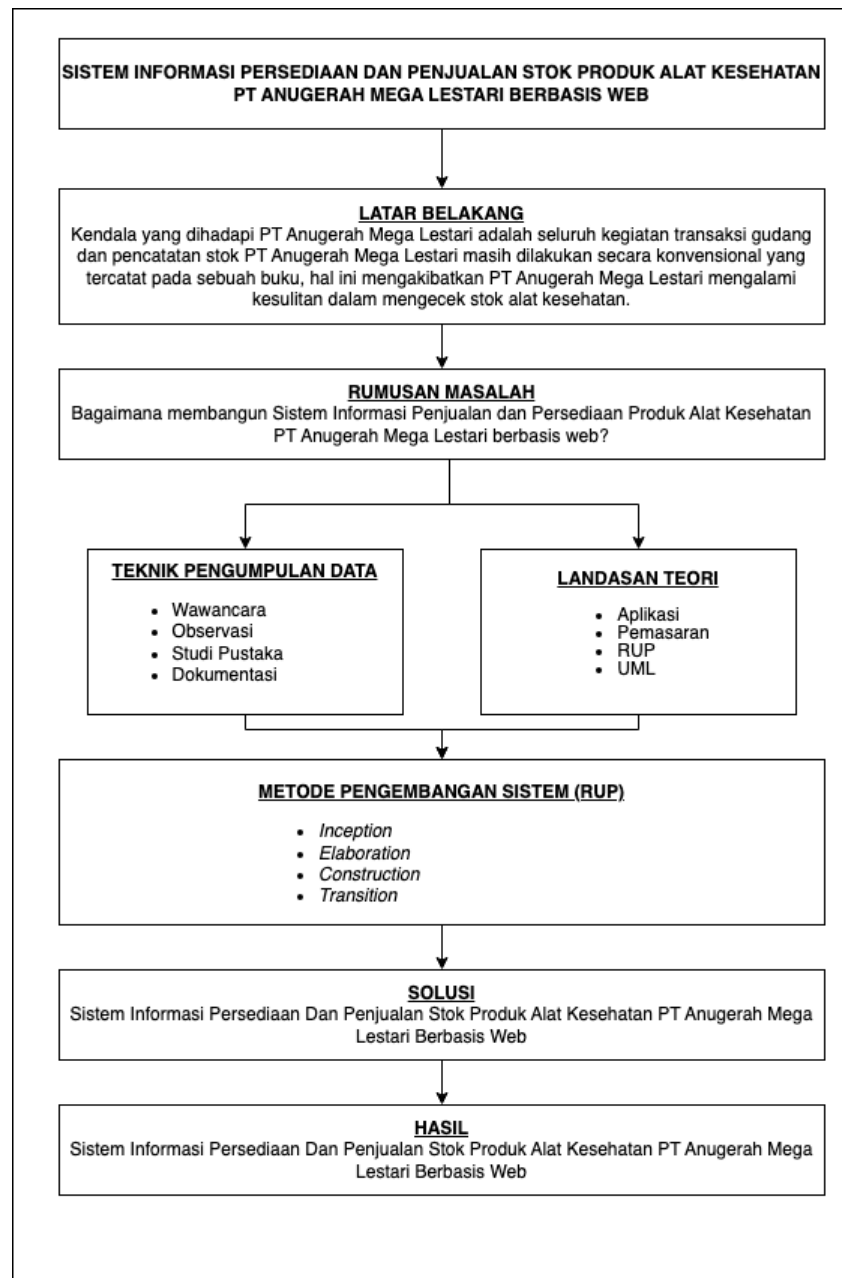 SISTEM INFORMASI PERSEDIAAN DAN PENJUALAN STOK PRODUK ALAT KESEHATAN
PT ANUGERAH MEGA LESTARI BERBASIS WEB
LATAR BELAKANG
Kendala yang dihadapi PT Anugerah Mega Lestari adalah seluruh kegiatan transaksi gudang
dan pencatatan stok PT Anugerah Mega Lestari masih dilakukan secara konvensional yang
tercatat pada sebuah buku, hal ini mengakibatkan PT Anugerah Mega Lestari mengalami
kesulitan dalam mengecek stok alat kesehatan.
RUMUSAN MASALAH
Bagaimana membangun Sistem Informasi Penjualan dan Persediaan Produk Alat Kesehatan
PT Anugerah Mega Lestari berbasis web?
TEKNIK PENGUMPULAN DATA
• Wawancara
• Observasi
• Studi Pustaka
• Dokumentasi
LANDASAN TEORI
• Aplikasi
• Pemasaran
• RUP
• UML
METODE PENGEMBANGAN SISTEM (RUP)
• Inception
• Elaboration
• Construction
• Transition
SOLUSI
Sistem Informasi Persediaan Dan Penjualan Stok Produk Alat Kesehatan PT Anugerah Mega
Lestari Berbasis Web
HASIL
Sistem Informasi Persediaan Dan Penjualan Stok Produk Alat Kesehatan PT Anugerah Mega
Lestari Berbasis Web